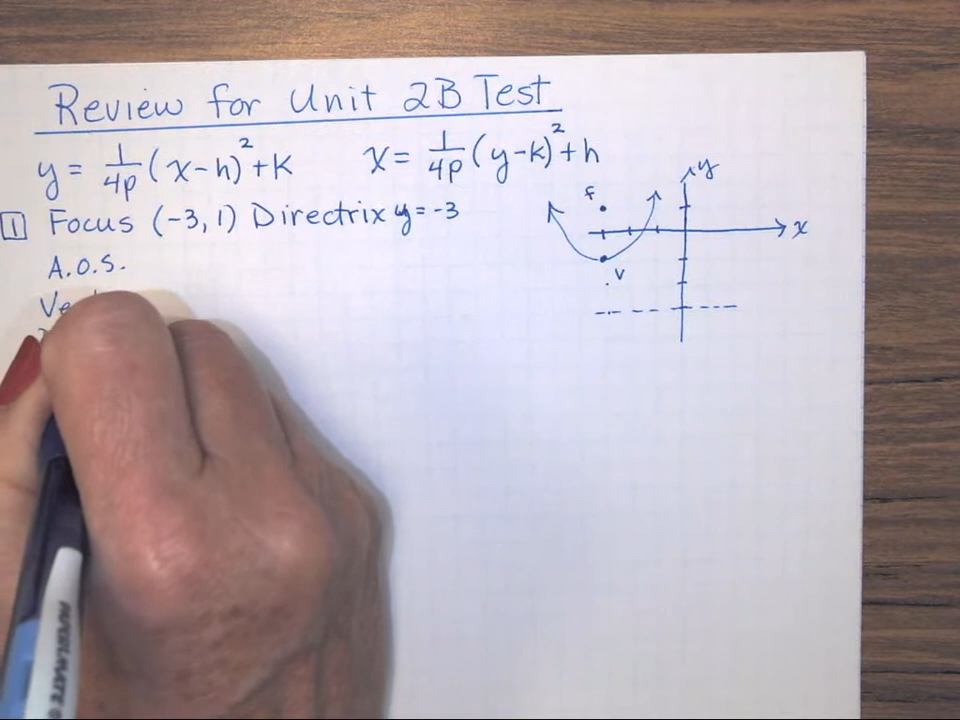 Review for Unit 2B Test
y = 1/4p (x-h)² + k    x = 1/4p (y-k)² + h
1 Focus (-3, 1) Directrix y = -3
A.O.S.
y
x
f
v